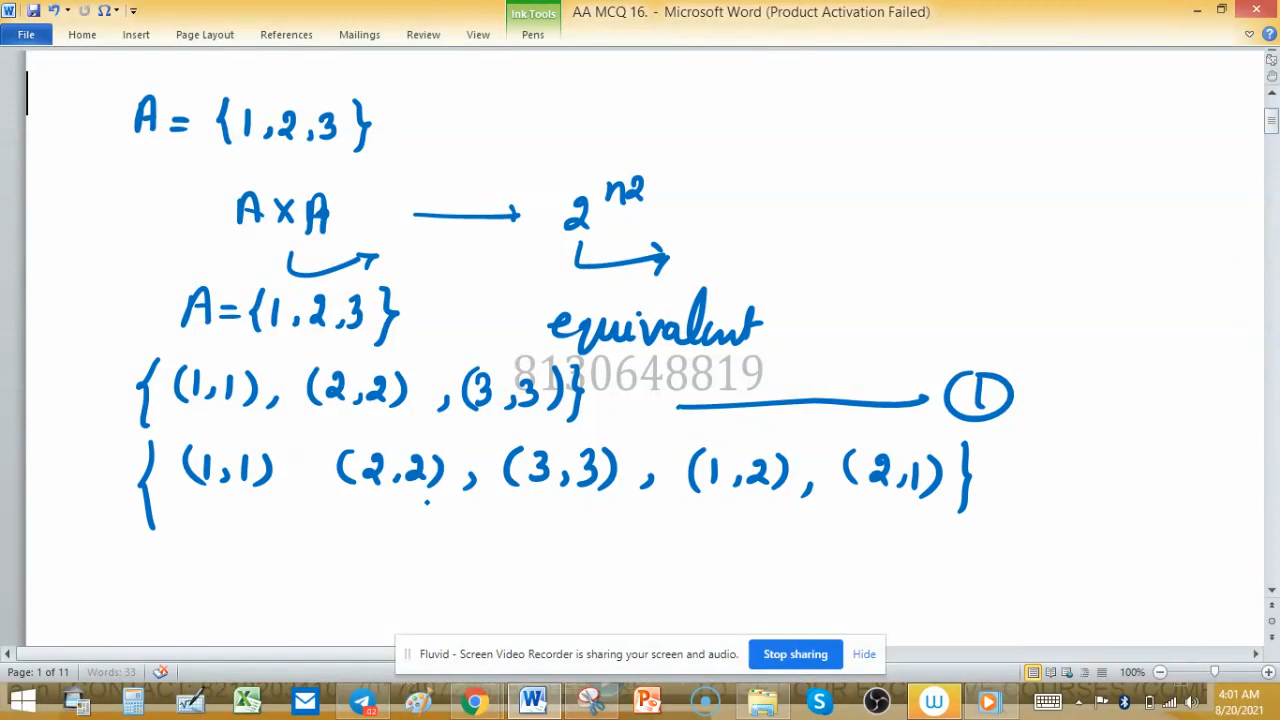 AA MCQ 16. - Microsoft Word (Product Activation Failed)
Ink Tools
File Home Insert Page Layout References Mailings Review View Pens
A = {1,2,3}
A X A → 2^n2
A = {1,2,3} equivalent
8130648819
{(1,1), (2,2) ,(3,3)} 1
{(1,1) (2,2), (3,3), (1,2), (2,1)}
Fluvid - Screen Video Recorder is sharing your screen and audio. Stop sharing Hide
Page: 1 of 11 Words: 33 100%
4:01 AM
8/20/2021